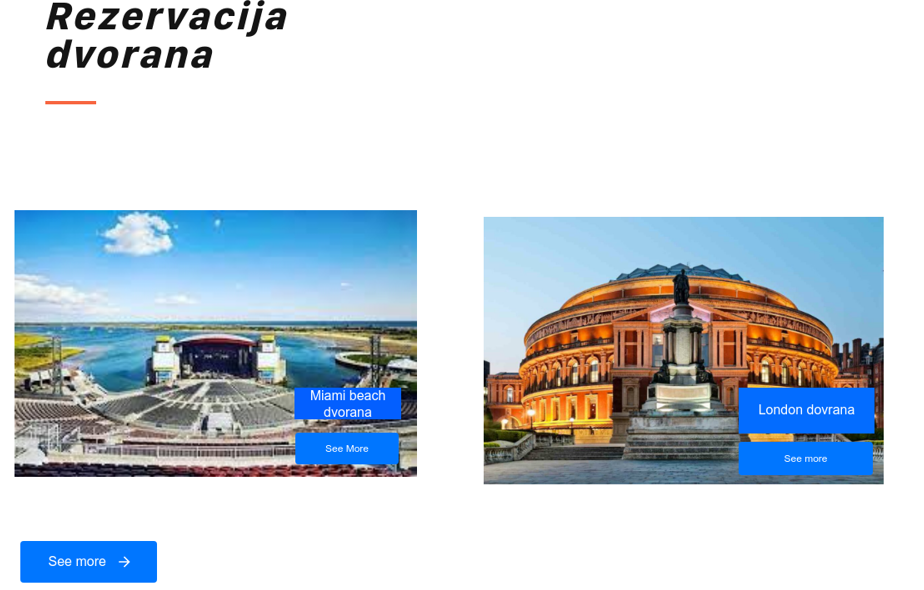 Rezervacija
dvorana
Miami beach
dvorana
See More
London dovrana
See more
See more